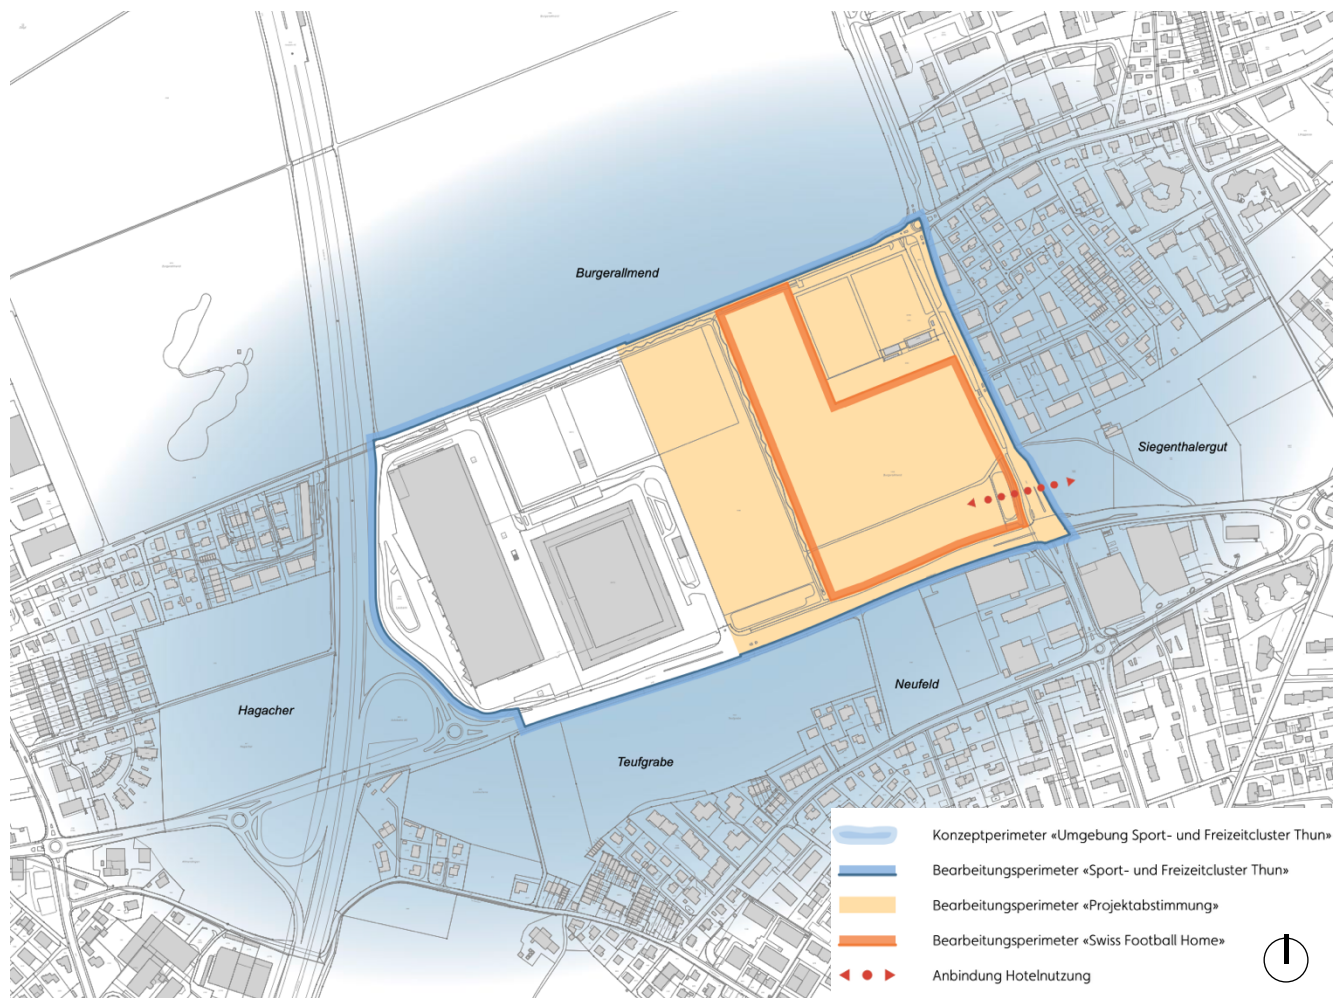 Burgerallmend
Siegenthalergut
Neufeld
Hagacher
Teufgrabe
Konzeptperimeter «Umgebung Sport- und Freizeitcluster Thun»
Bearbeitungsperimeter «Sport- und Freizeitcluster Thun»
Bearbeitungsperimeter «Projektabstimmung»
Bearbeitungsperimeter «Swiss Football Home»
Anbindung Hotelnutzung